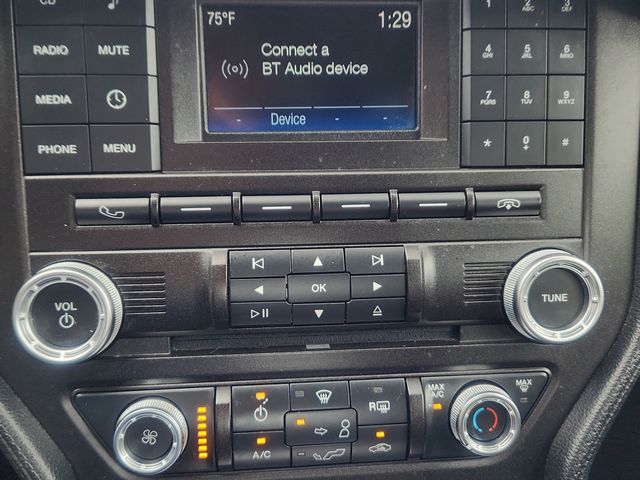 CD
75°F
1:29
2 ABC
3 DEF
RADIO
MUTE
Connect a
BT Audio device
4 GHI
5 JKL
6 MNO
MEDIA
7 PQRS
8 TUV
9 WXYZ
Device - -
PHONE
MENU
*
0 +
#
OK
VOL
TUNE
MAX A/C
MAX
R
A/C